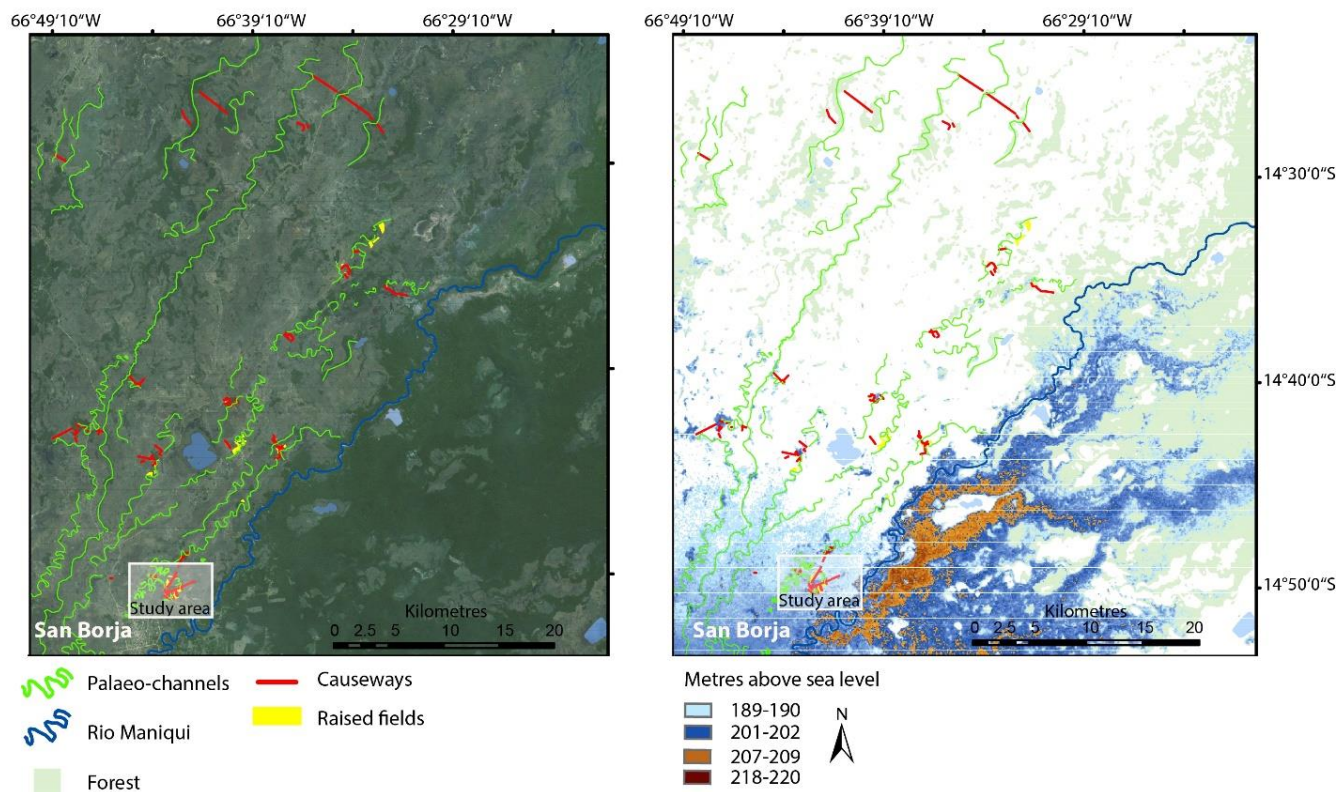 66°49'10"W 66°39'10"W 66°29'10"W
66°49'10"W 66°39'10"W 66°29'10"W
14°30'0"S
14°40'0"S
14°50'0"S
Study area
San Borja
Kilometres
0 2.5 5 10 15 20
Study area
San Borja
Kilometres
0 2.5 5 10 15 20
Palaeo-channels
Causeways
Rio Maniqui
Raised fields
Forest
Metres above sea level
189-190
201-202
207-209
218-220
N